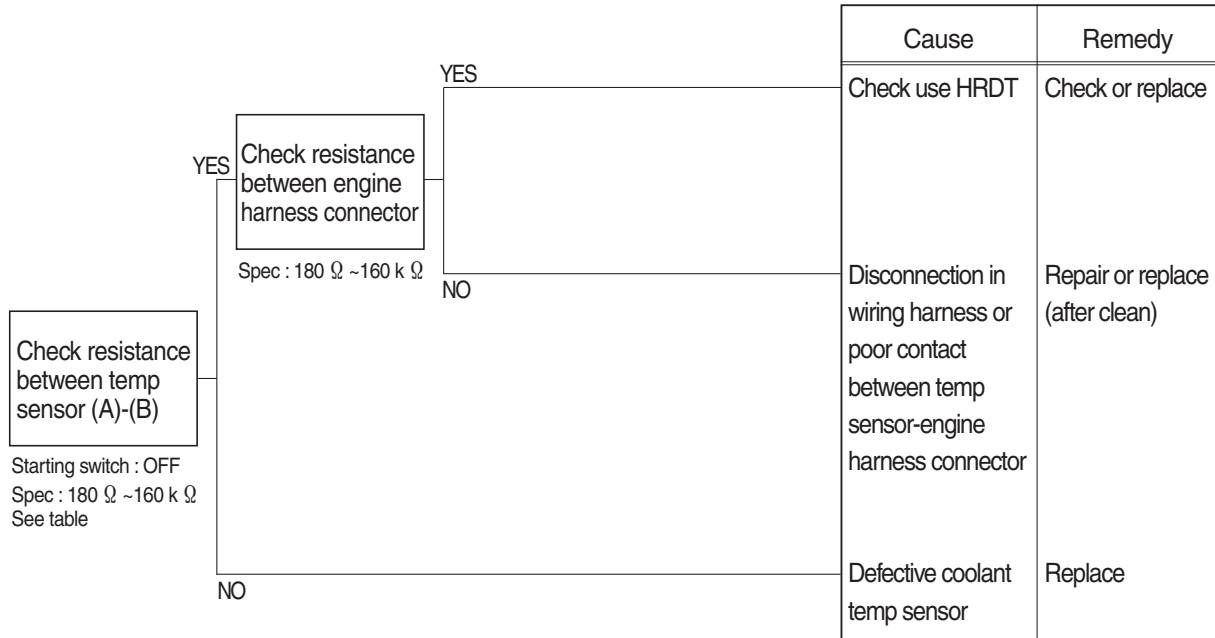 Cause Remedy
YES
Check use HRDT Check or replace
YES
Check resistance
between engine
harness connector
Spec : 180 Ω ~160 k Ω
NO
Disconnection in Repair or replace
wiring harness or (after clean)
poor contact
between temp
sensor-engine
harness connector
Check resistance
between temp
sensor (A)-(B)
Starting switch : OFF
Spec : 180 Ω ~160 k Ω
See table
NO
Defective coolant Replace
temp sensor